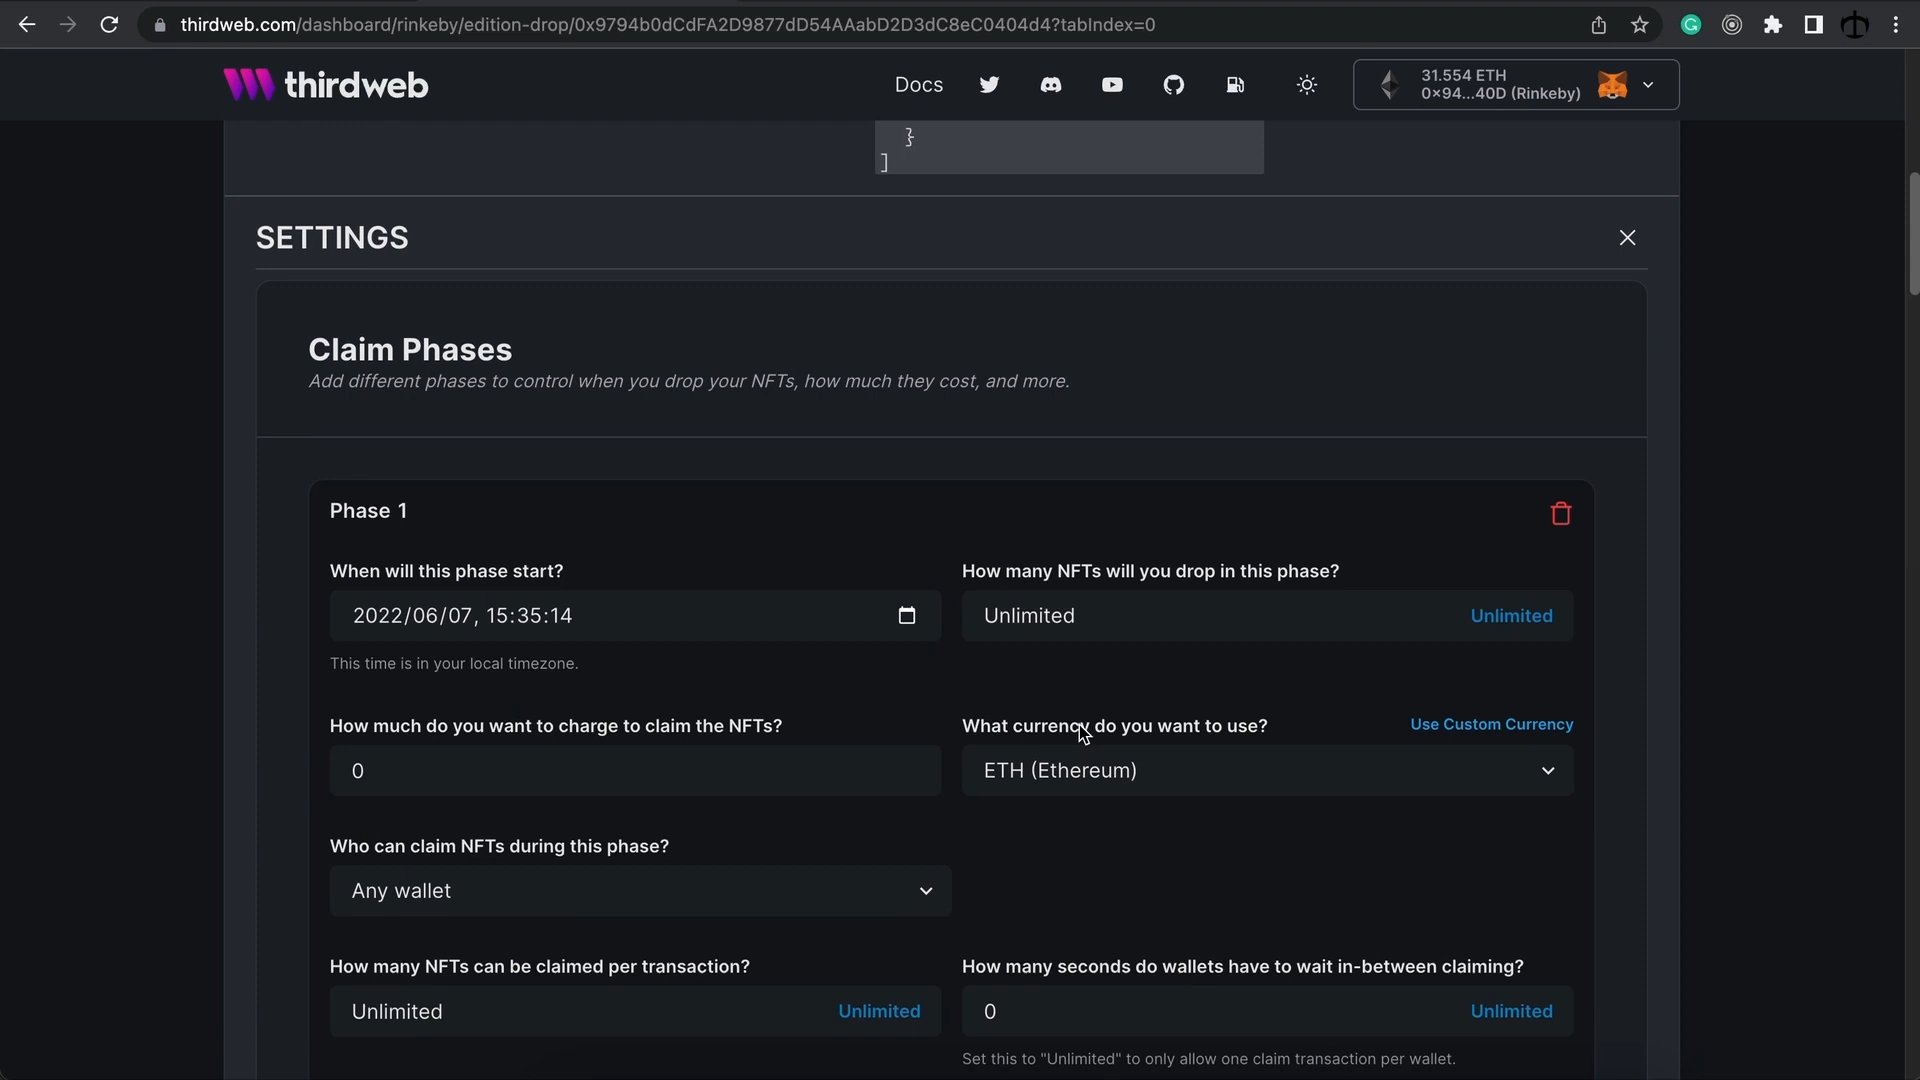 thirdweb.com/dashboard/rinkeby/edition-drop/0x9794b0dCdFA2D9877dD54AAabD2D3dC8eC0404d4?tabIndex=0
thirdweb
Docs
31.554 ETH
0x94...40D (Rinkeby)
}
]
SETTINGS
Claim Phases
Add different phases to control when you drop your NFTs, how much they cost, and more.
Phase 1
When will this phase start?
How many NFTs will you drop in this phase?
2022/06/07, 15:35:14
Unlimited
Unlimited
This time is in your local timezone.
How much do you want to charge to claim the NFTs?
What currency do you want to use?
Use Custom Currency
0
ETH (Ethereum)
Who can claim NFTs during this phase?
Any wallet
How many NFTs can be claimed per transaction?
How many seconds do wallets have to wait in-between claiming?
Unlimited
Unlimited
0
Unlimited
Set this to "Unlimited" to only allow one claim transaction per wallet.